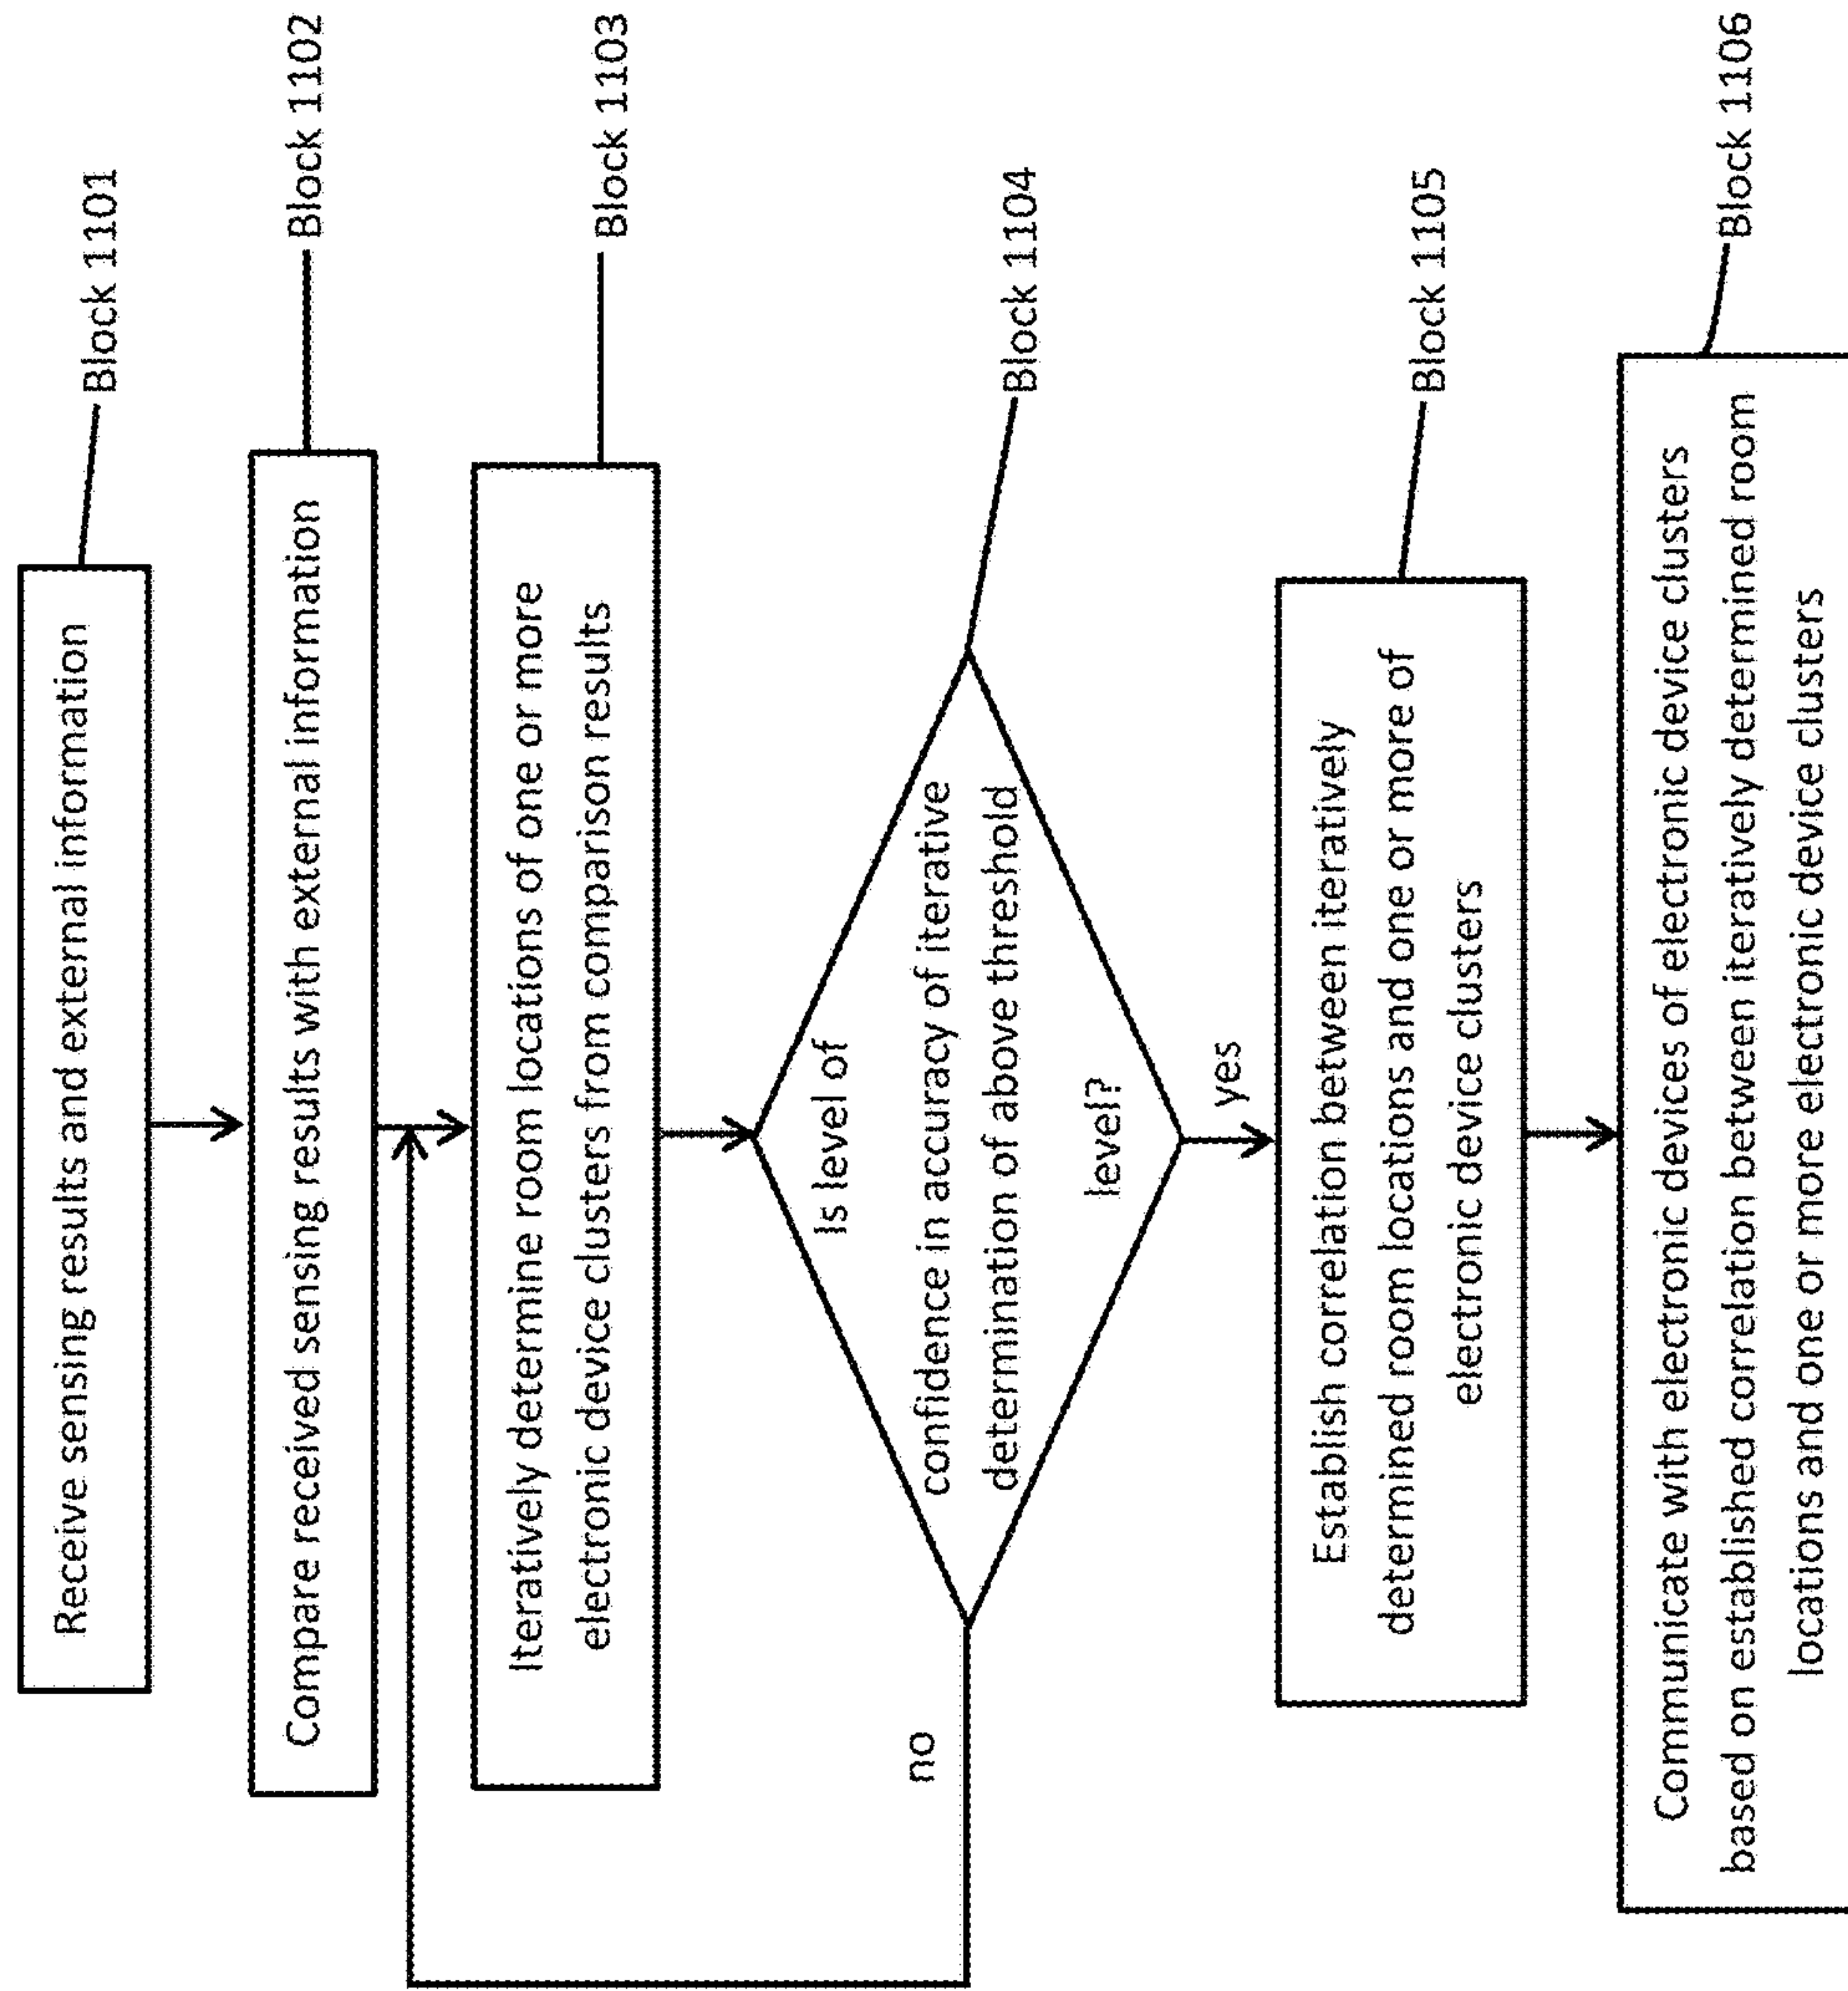 Receive sensing results and external information
Block 1101
Compare received sensing results with external information
Block 1102
Iteratively determine room locations of one or more
electronic device clusters from comparison results
Block 1103
Is level of
confidence in accuracy of iterative
determination of above threshold
level?
Block 1104
no
yes
Establish correlation between iteratively
determined room locations and one or more of
electronic device clusters
Block 1105
Communicate with electronic devices of electronic device clusters
based on established correlation between iteratively determined room
locations and one or more electronic device clusters
Block 1106